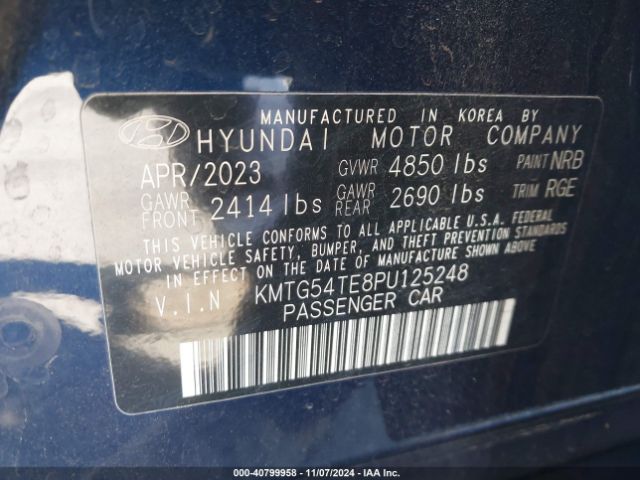 MANUFACTURED IN KOREA BY
HYUNDAI MOTOR COMPANY
APR/2023 GVWR 4850 lbs PAINT NRB
GAWR FRONT 2414 lbs GAWR REAR 2690 lbs TRIM RGE
THIS VEHICLE CONFORMS TO ALL APPLICABLE U.S.A. FEDERAL
MOTOR VEHICLE SAFETY, BUMPER, AND THEFT PREVENTION STANDARDS
IN EFFECT ON THE DATE OF MANUFACTURE SHOWN ABOVE
V.I.N KMTG54TE8PU125248
PASSENGER CAR
© - 40799958 - 11/07/2024 - IAA Inc.